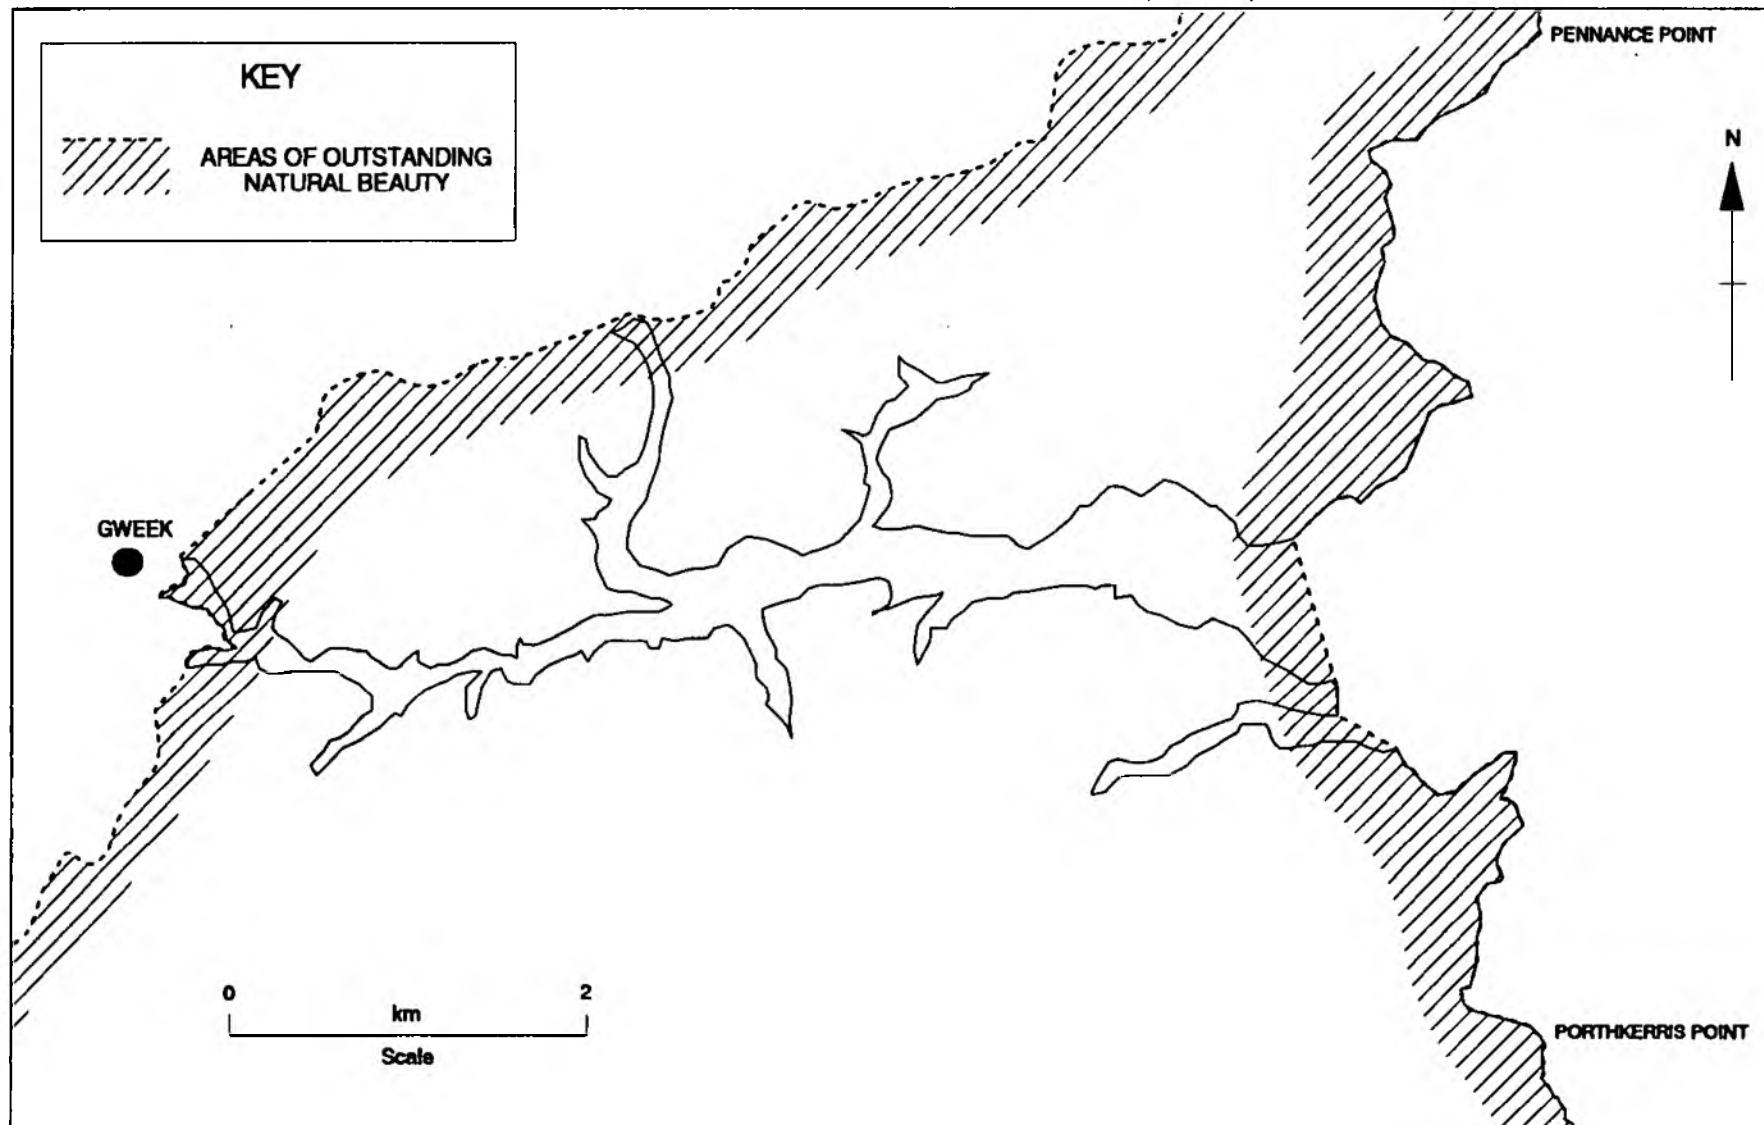 PENNANCE POINT
KEY
AREAS OF OUTSTANDING
NATURAL BEAUTY
N
GWEEK
0 2
km
Scale
PORTHKERRIS POINT